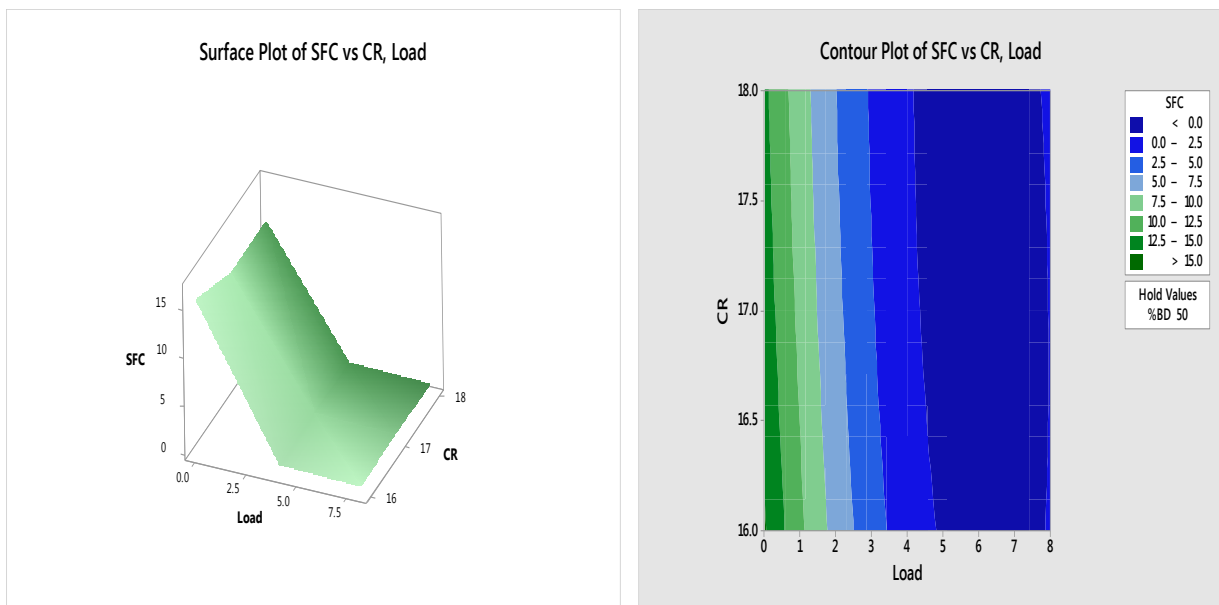 Surface Plot of SFC vs CR, Load
15
SFC
10
5
0
0.0
2.5
5.0
7.5
Load
16
17
18
CR
Contour Plot of SFC vs CR, Load
18.0
17.5
17.0
16.5
16.0
CR
0 1 2 3 4 5 6 7 8
Load
SFC
< 0.0
0.0 – 2.5
2.5 – 5.0
5.0 – 7.5
7.5 – 10.0
10.0 – 12.5
12.5 – 15.0
> 15.0
Hold Values
%BD 50